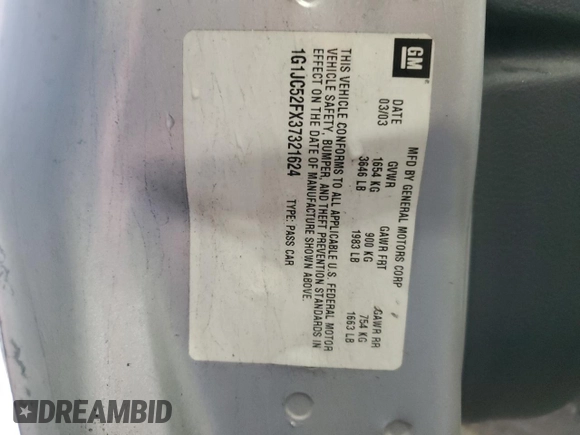 GM
MFD BY GENERAL MOTORS CORP
DATE GVWR GAWR FRT GAWR RR
03/03 1654 KG 900 KG 754 KG
3646 LB 1983 LB 1663 LB
THIS VEHICLE CONFORMS TO ALL APPLICABLE U.S. FEDERAL MOTOR
VEHICLE SAFETY, BUMPER, AND THEFT PREVENTION STANDARDS IN
EFFECT ON THE DATE OF MANUFACTURE SHOWN ABOVE.
1G1JC52FX37321624 TYPE: PASS CAR
DREAMBID